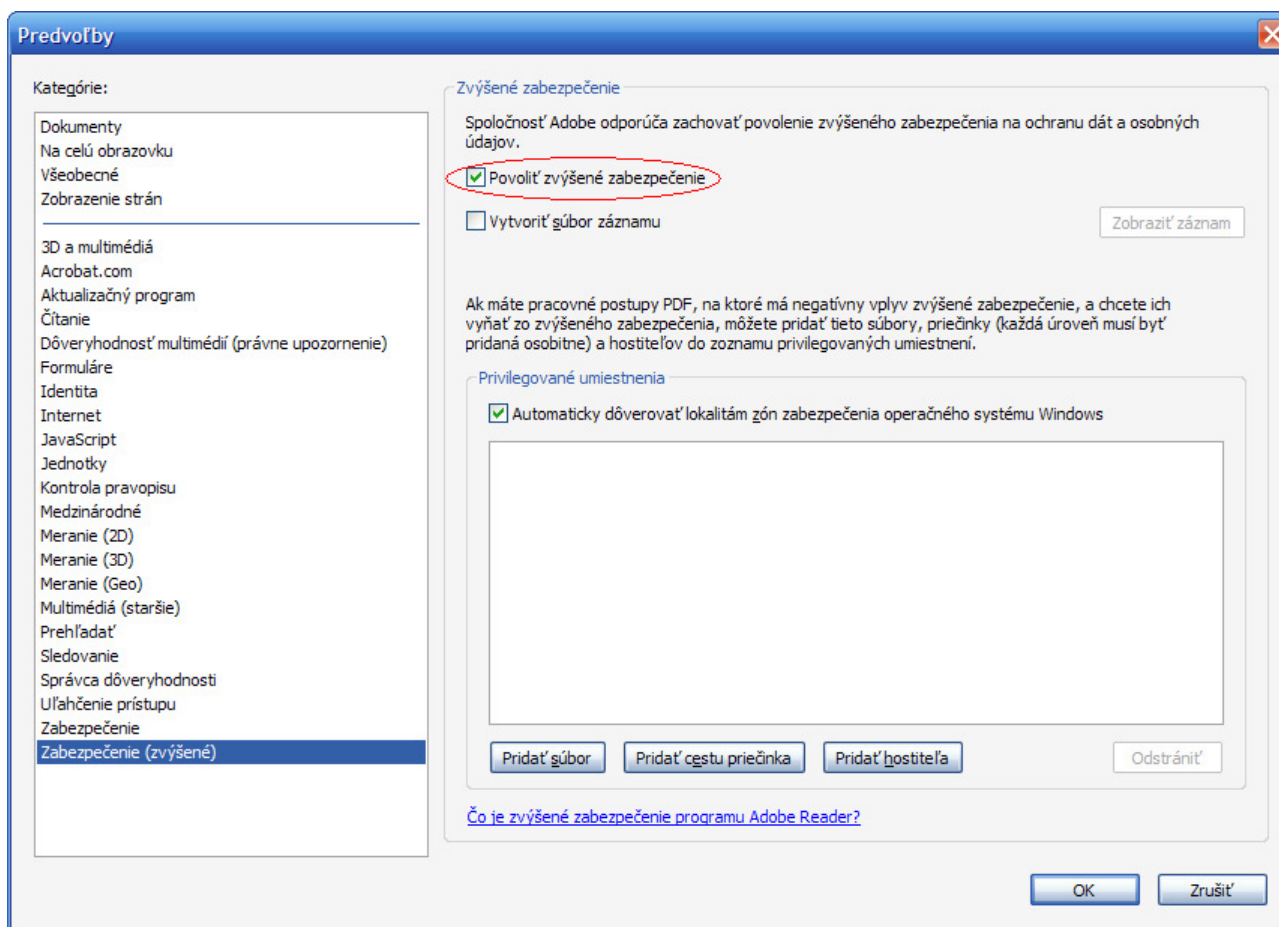 Predvoľby
Kategórie:
Dokumenty
Na celú obrazovku
Všeobecné
Zobrazenie strán
3D a multimédiá
Acrobat.com
Aktualizačný program
Čítanie
Dôveryhodnosť multimédií (právne upozornenie)
Formuláre
Identita
Internet
JavaScript
Jednotky
Kontrola pravopisu
Medzinárodné
Meranie (2D)
Meranie (3D)
Meranie (Geo)
Multimédiá (staršie)
Prehľadať
Sledovanie
Správca dôveryhodnosti
Uľahčenie prístupu
Zabezpečenie
Zabezpečenie (zvýšené)
Zvýšené zabezpečenie
Spoločnosť Adobe odporúča zachovať povolenie zvýšeného zabezpečenia na ochranu dát a osobných
údajov.
Povoliť zvýšené zabezpečenie
Vytvoriť súbor záznamu
Zobraziť záznam
Ak máte pracovné postupy PDF, na ktoré má negatívny vplyv zvýšené zabezpečenie, a chcete ich
vyňať zo zvýšeného zabezpečenia, môžete pridať tieto súbory, priečinky (každá úroveň musí byť
pridaná osobitne) a hostiteľov do zoznamu privilegovaných umiestnení.
Privilegované umiestnenia
Automaticky dôverovať lokalitám zón zabezpečenia operačného systému Windows
Pridať súbor
Pridať cestu priečinka
Pridať hostiteľa
Odstrániť
Čo je zvýšené zabezpečenie programu Adobe Reader?
OK
Zrušiť